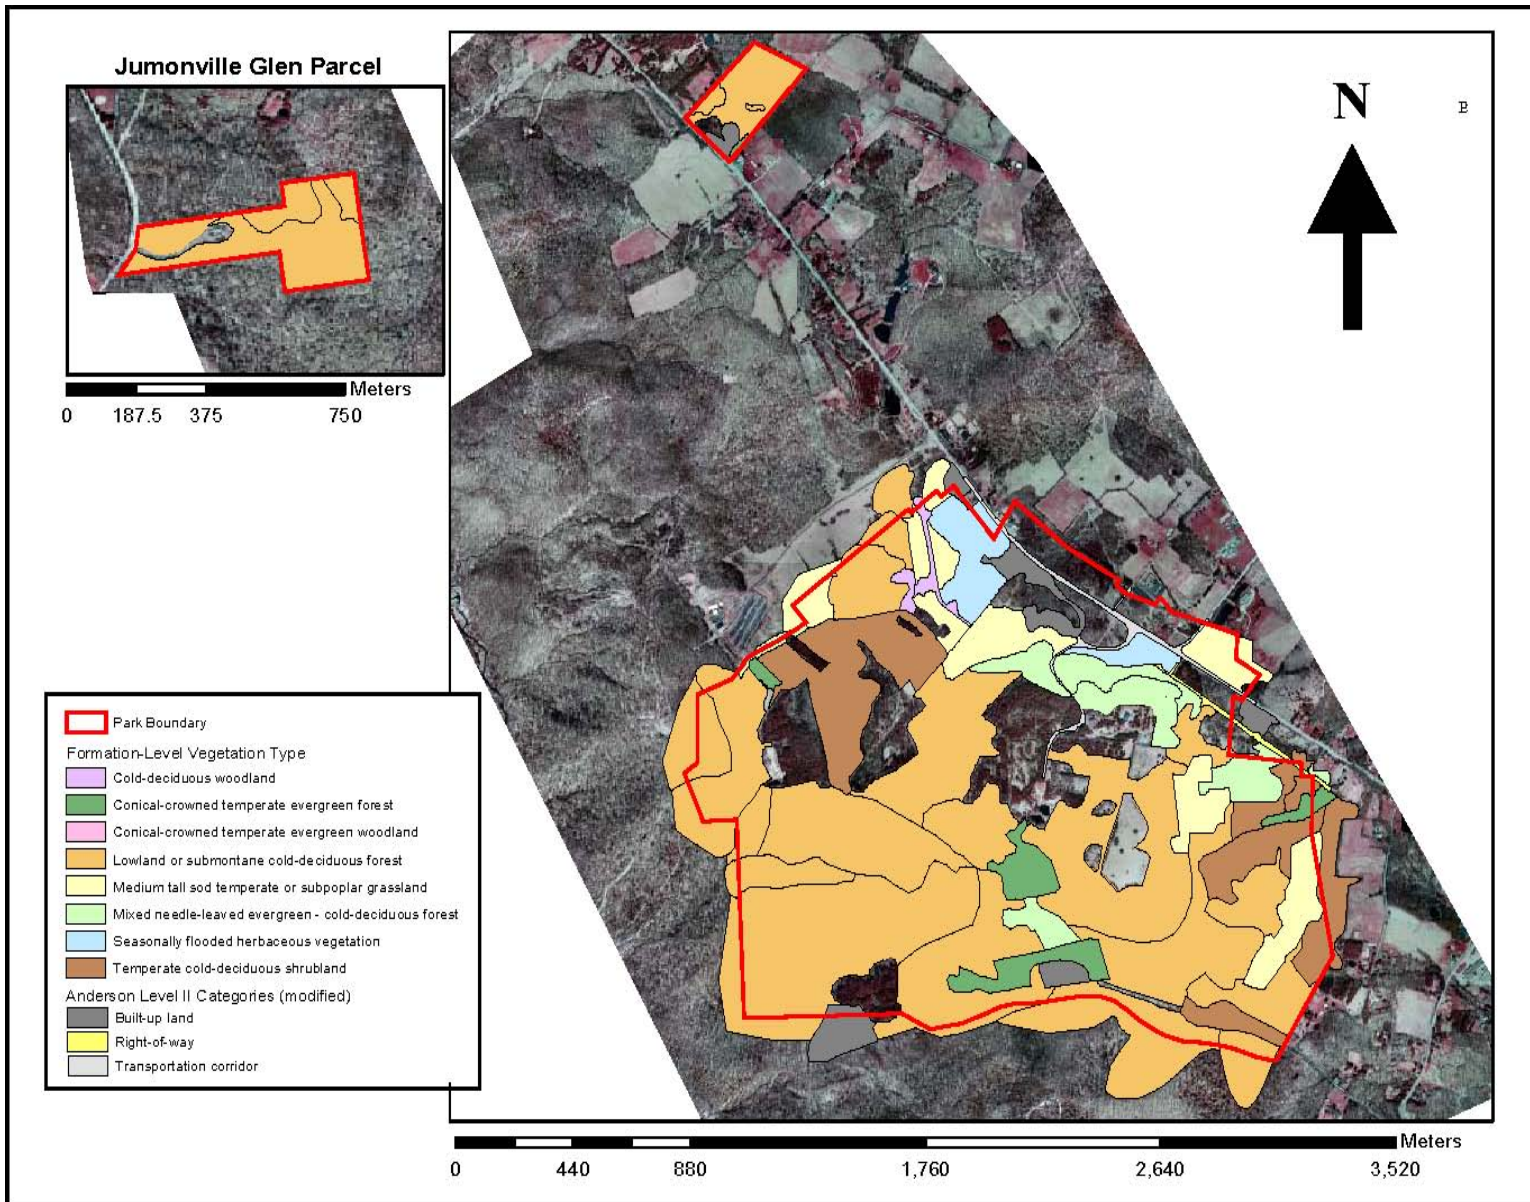 Jumonville Glen Parcel
N
B
Meters
0 187.5 375 750
Park Boundary
Formation-Level Vegetation Type
Cold-deciduous woodland
Conical-crowned temperate evergreen forest
Conical-crowned temperate evergreen woodland
Lowland or submontane cold-deciduous forest
Medium tall sod temperate or subpoplar grassland
Mixed needle-leaved evergreen - cold-deciduous forest
Seasonally flooded herbaceous vegetation
Temperate cold-deciduous shrubland
Anderson Level II Categories (modified)
Built-up land
Right-of-way
Transportation corridor
Meters
0 440 880 1,760 2,640 3,520